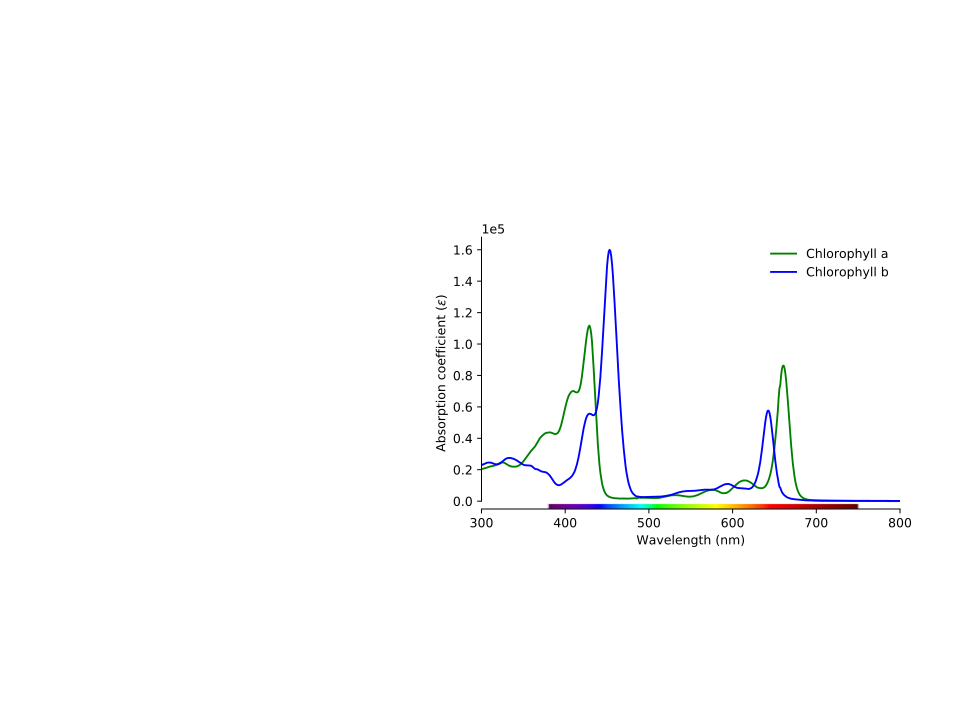 1e5
1.6
1.4
1.2
1.0
0.8
0.6
0.4
0.2
0.0
Absorption coefficient (ε)
Chlorophyll a
Chlorophyll b
300 400 500 600 700 800
Wavelength (nm)